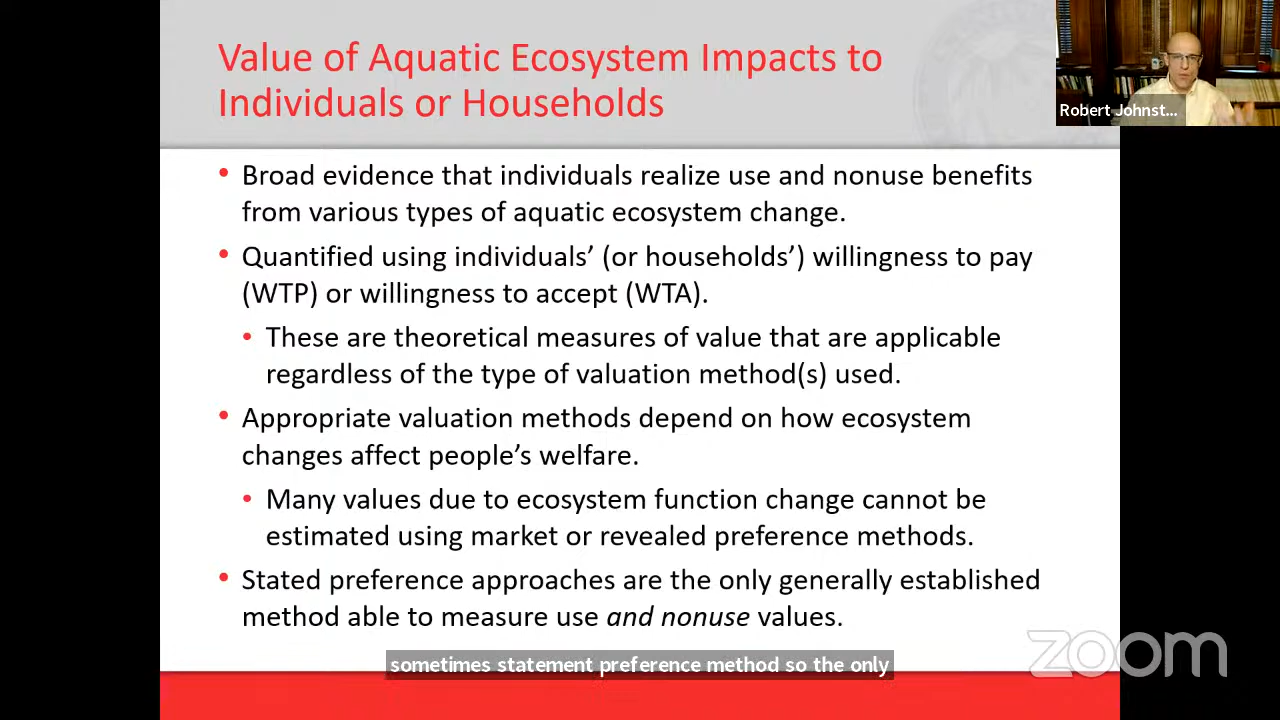 Value of Aquatic Ecosystem Impacts to
Individuals or Households
Robert Johnst...
• Broad evidence that individuals realize use and nonuse benefits
from various types of aquatic ecosystem change.
• Quantified using individuals’ (or households’) willingness to pay
(WTP) or willingness to accept (WTA).
• These are theoretical measures of value that are applicable
regardless of the type of valuation method(s) used.
• Appropriate valuation methods depend on how ecosystem
changes affect people’s welfare.
• Many values due to ecosystem function change cannot be
estimated using market or revealed preference methods.
• Stated preference approaches are the only generally established
method able to measure use and nonuse values.
zoom
sometimes statement preference method so the only